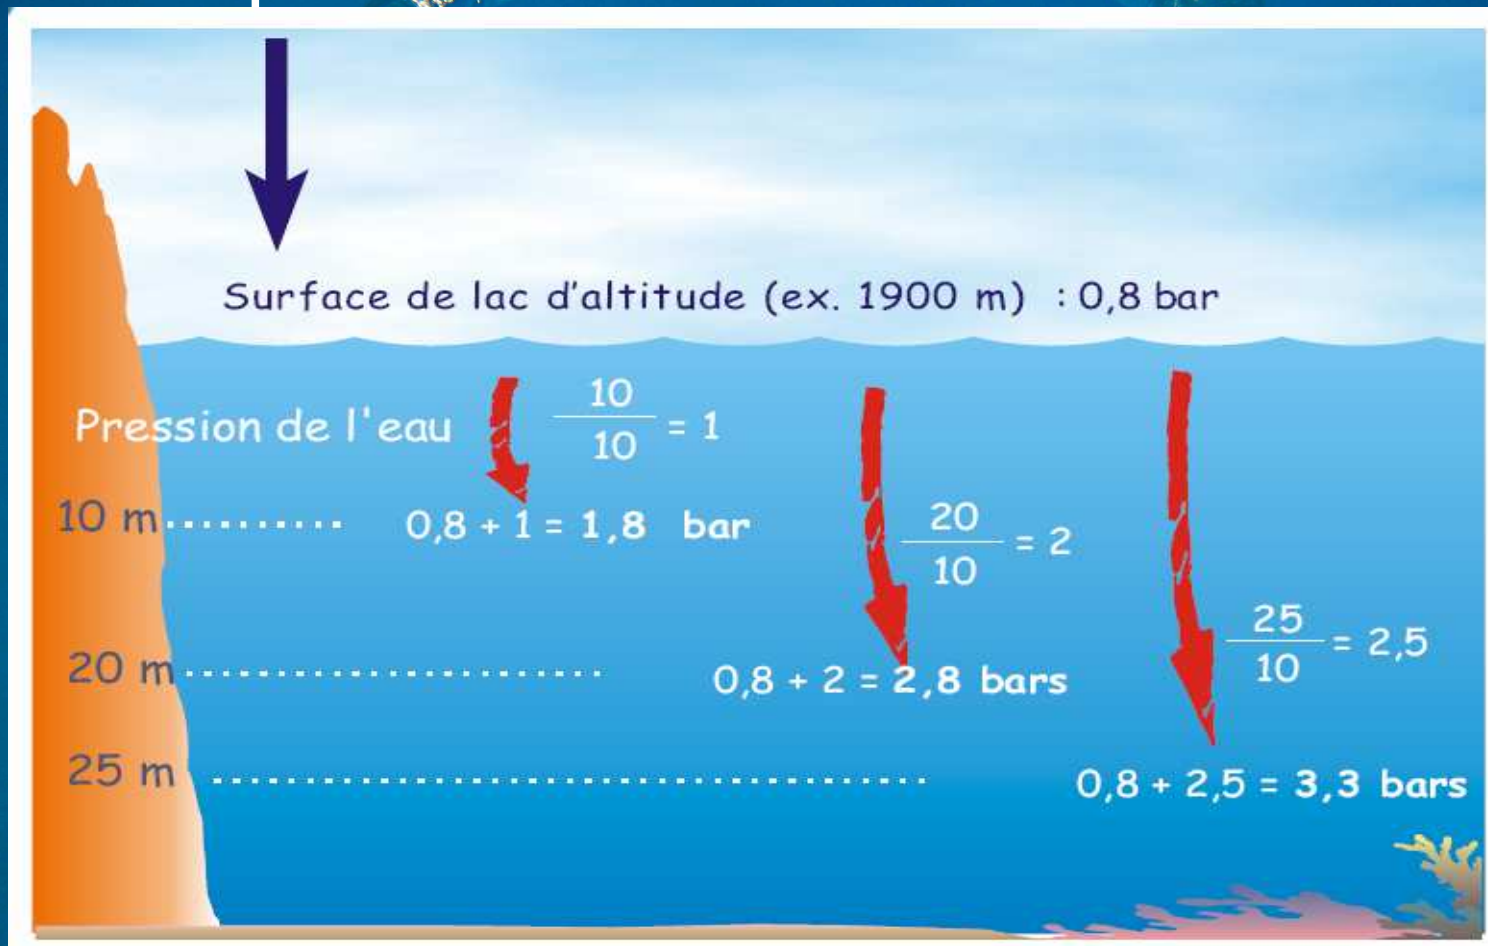 Surface de lac d'altitude (ex. 1900 m) : 0,8 bar
Pression de l'eau
10
10
= 1
10 m..........
0,8 + 1 = 1,8 bar
20
10
= 2
20 m......................
0,8 + 2 = 2,8 bars
25
10
= 2,5
25 m ......................................
0,8 + 2,5 = 3,3 bars